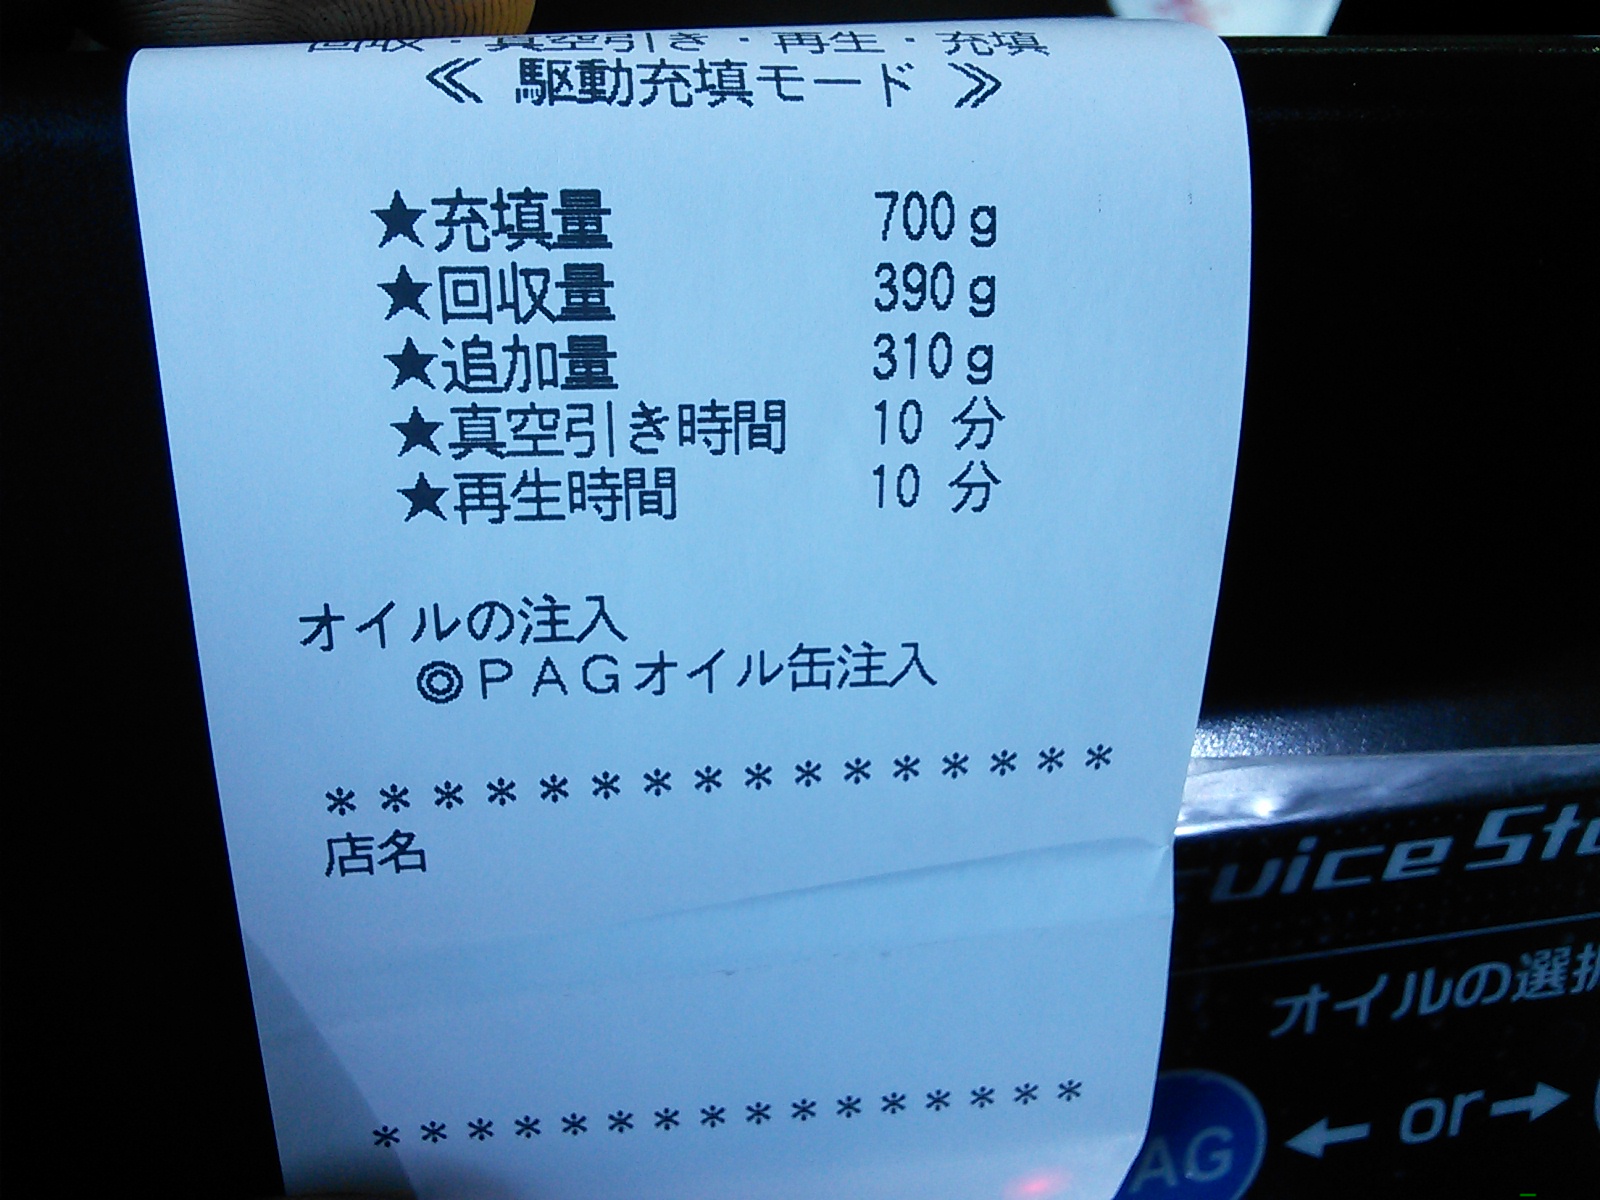 回収・真空引き・再生・充填
≪ 駆動充填モード ≫
★充填量 700g
★回収量 390g
★追加量 310g
★真空引き時間 10 分
★再生時間 10 分
オイルの注入
◎PAGオイル缶注入
****************
店名
****************
オイルの選択
AG ← or →